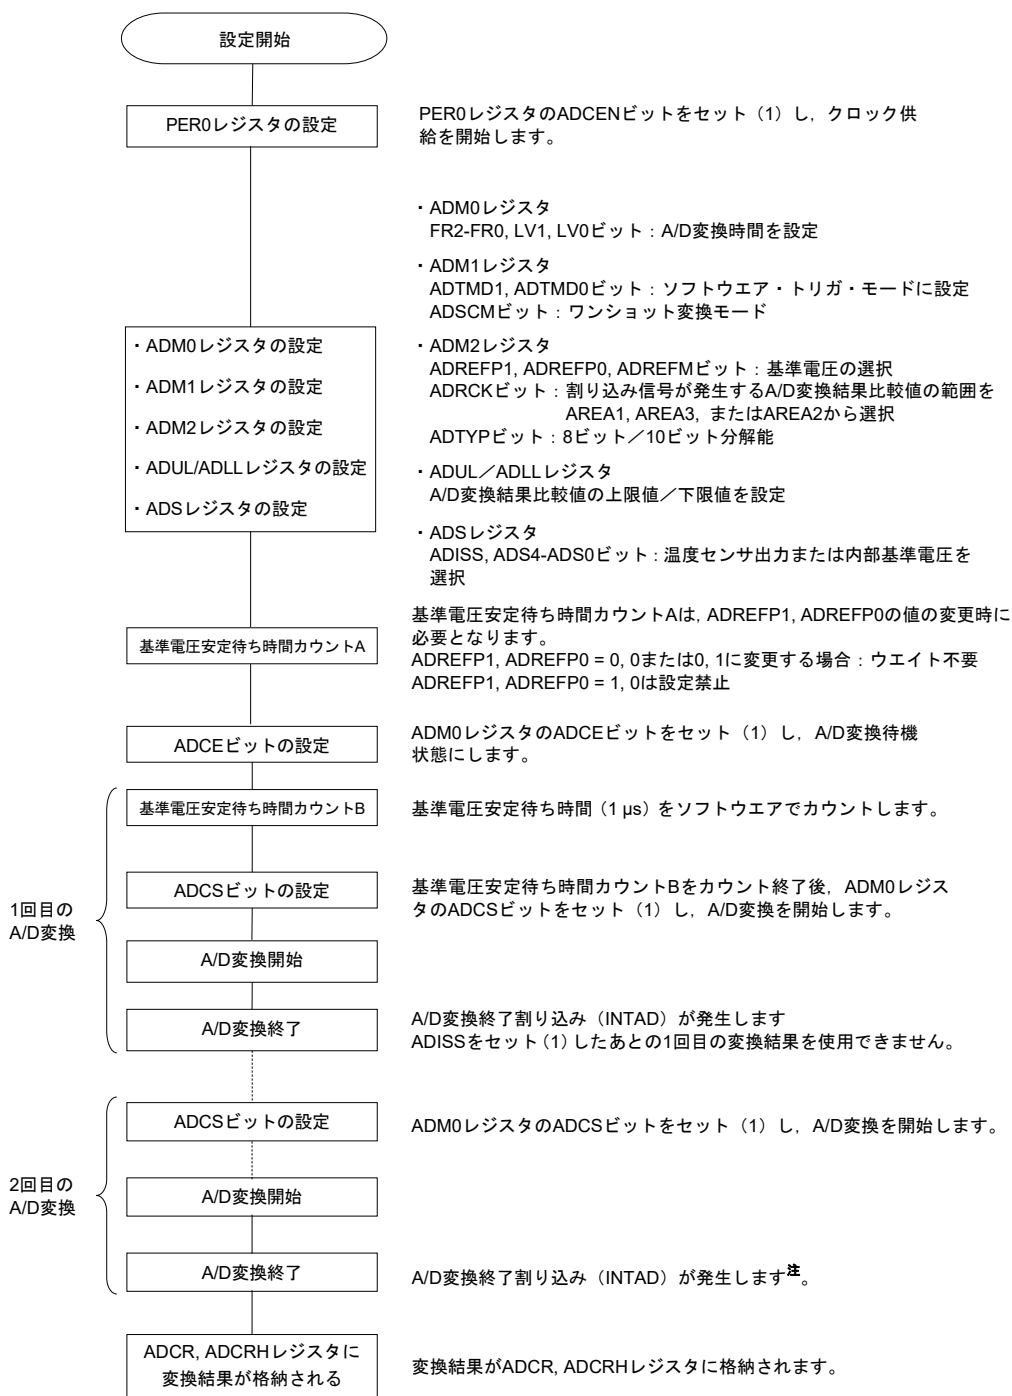 設定開始
PER0レジスタの設定
PER0レジスタのADCENビットをセット（1）し，クロック供
給を開始します。
・ADM0レジスタ
FR2-FR0, LV1, LV0ビット：A/D変換時間を設定
・ADM1レジスタ
ADTMD1, ADTMD0ビット：ソフトウエア・トリガ・モードに設定
ADSCMビット：ワンショット変換モード
・ADM0レジスタの設定
・ADM1レジスタの設定
・ADM2レジスタの設定
・ADUL/ADLLレジスタの設定
・ADSレジスタの設定
・ADM2レジスタ
ADREFP1, ADREFP0, ADREFMビット：基準電圧の選択
ADRCKビット：割り込み信号が発生するA/D変換結果比較値の範囲を
AREA1, AREA3, またはAREA2から選択
ADTYPビット：8ビット／10ビット分解能
・ADUL／ADLLレジスタ
A/D変換結果比較値の上限値／下限値を設定
・ADSレジスタ
ADISS, ADS4-ADS0ビット：温度センサ出力または内部基準電圧を
選択
基準電圧安定待ち時間カウントA
基準電圧安定待ち時間カウントAは, ADREFP1, ADREFP0の値の変更時に
必要となります。
ADREFP1, ADREFP0 = 0, 0または0, 1に変更する場合：ウエイト不要
ADREFP1, ADREFP0 = 1, 0は設定禁止
ADCEビットの設定
ADM0レジスタのADCEビットをセット（1）し，A/D変換待機
状態にします。
1回目の
A/D変換
基準電圧安定待ち時間カウントB
基準電圧安定待ち時間（1 µs）をソフトウエアでカウントします。
ADCSビットの設定
基準電圧安定待ち時間カウントBをカウント終了後，ADM0レジス
タのADCSビットをセット（1）し，A/D変換を開始します。
A/D変換開始
A/D変換終了
A/D変換終了割り込み（INTAD）が発生します
ADISSをセット（1）したあとの1回目の変換結果を使用できません。
2回目の
A/D変換
ADCSビットの設定
ADM0レジスタのADCSビットをセット（1）し，A/D変換を開始します。
A/D変換開始
A/D変換終了
A/D変換終了割り込み（INTAD）が発生します注。
ADCR, ADCRHレジスタに
変換結果が格納される
変換結果がADCR, ADCRHレジスタに格納されます。